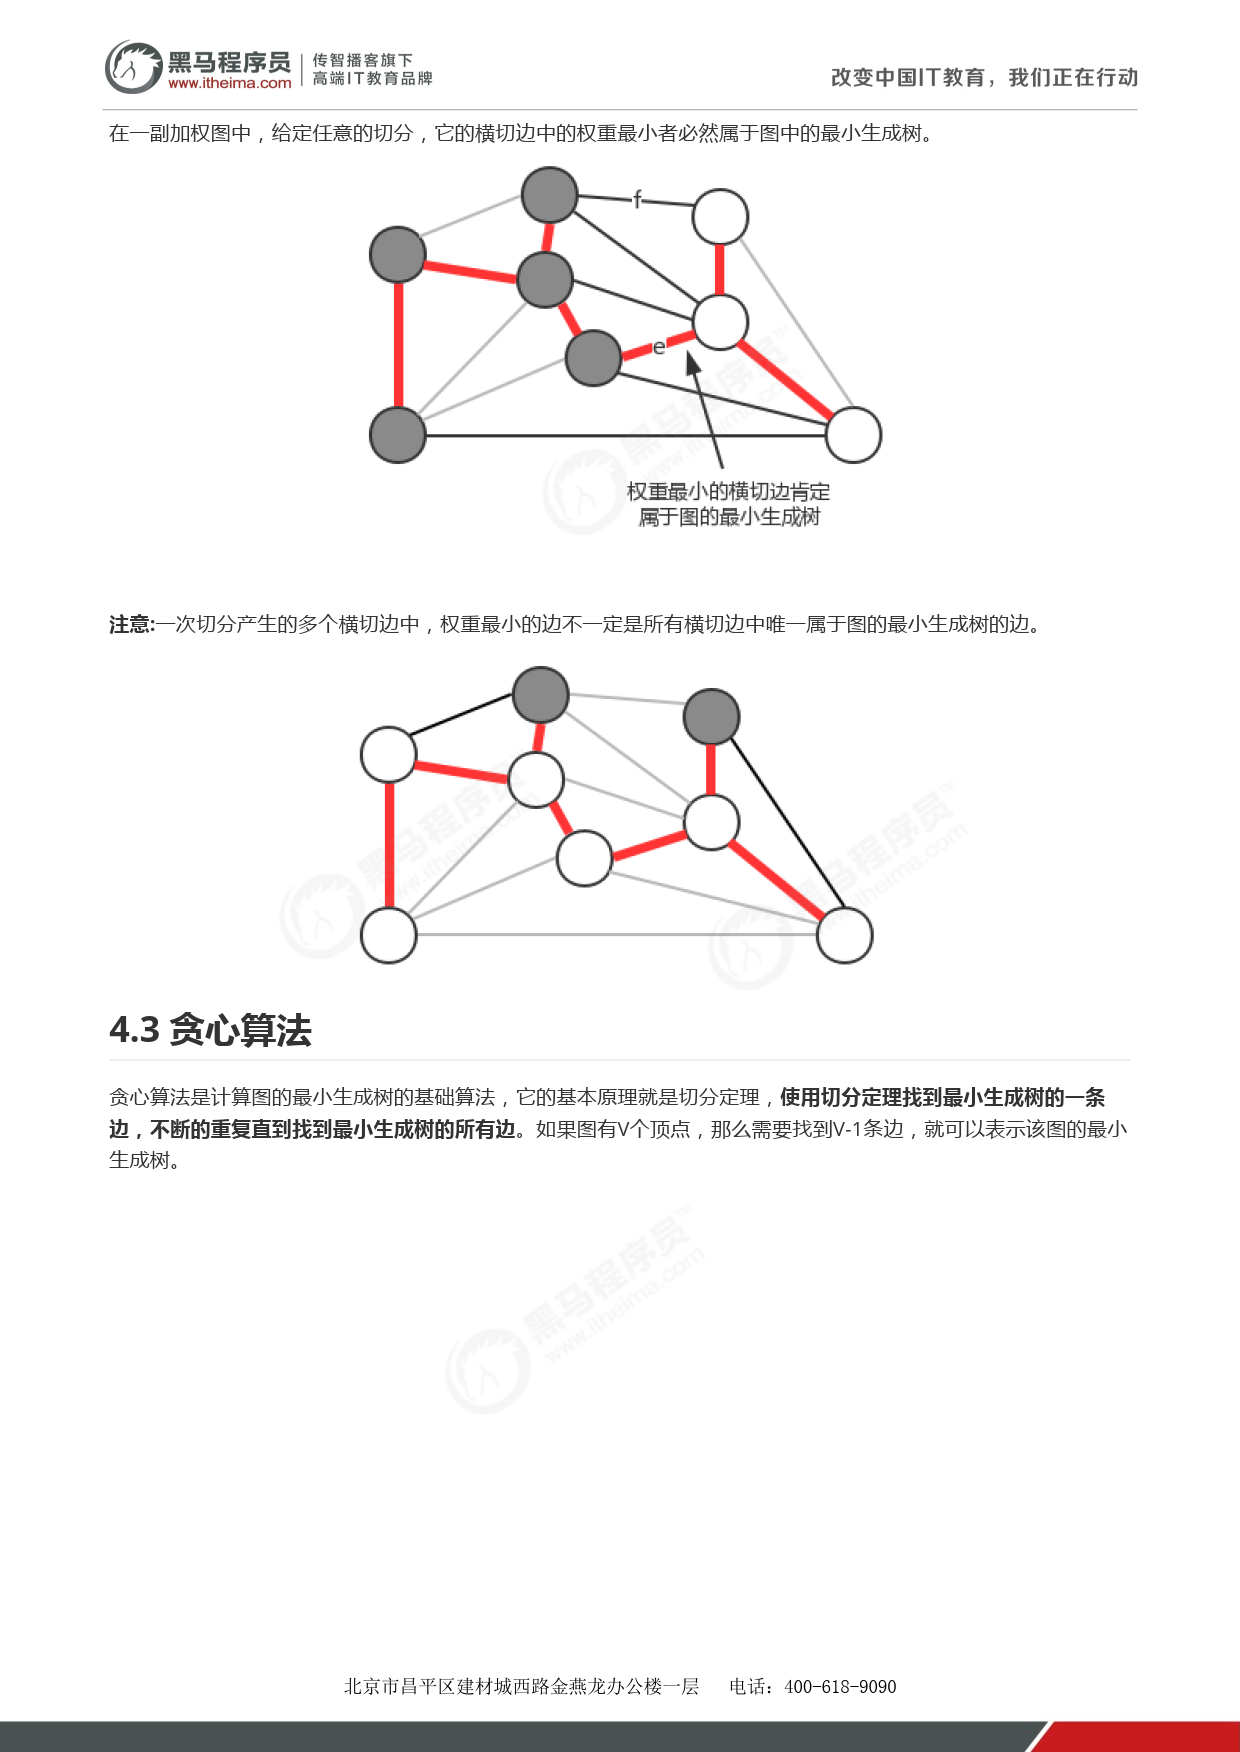 黑马程序员
www.itheima.com
传智播客旗下
高端IT教育品牌
改变中国IT教育，我们正在行动
在一副加权图中，给定任意的切分，它的横切边中的权重最小者必然属于图中的最小生成树。
f
e
权重最小的横切边肯定
属于图的最小生成树
注意:一次切分产生的多个横切边中，权重最小的边不一定是所有横切边中唯一属于图的最小生成树的边。
4.3 贪心算法
贪心算法是计算图的最小生成树的基础算法，它的基本原理就是切分定理，使用切分定理找到最小生成树的一条
边，不断的重复直到找到最小生成树的所有边。如果图有V个顶点，那么需要找到V-1条边，就可以表示该图的最小
生成树。
黑马程序员™
www.itheima.com
北京市昌平区建材城西路金燕龙办公楼一层 电话：400-618-9090